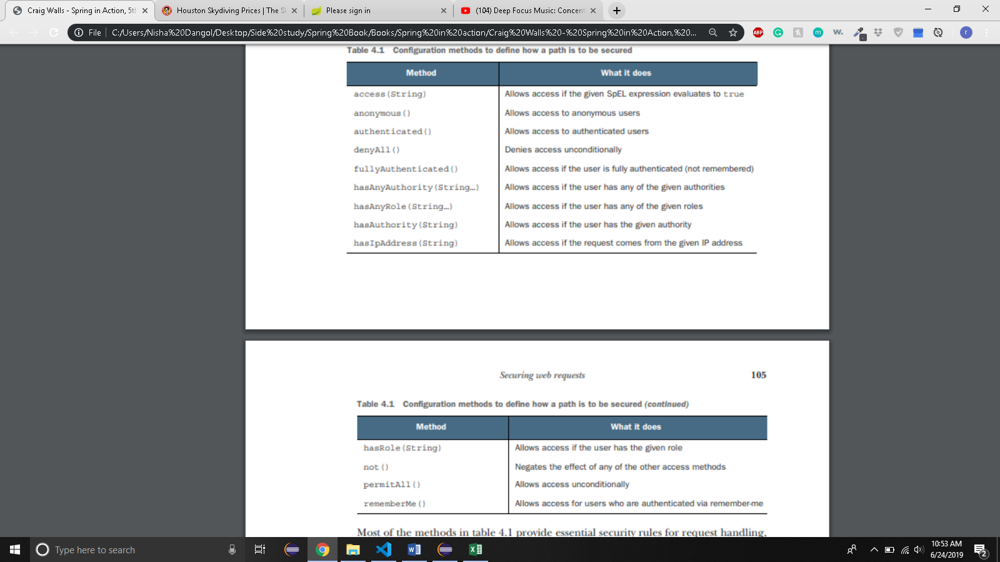 Craig Walls - Spring in Action, 5th
Houston Skydiving Prices | The Sk
Please sign in
(104) Deep Focus Music: Concent
File
C:/Users/Nisha%20Dangol/Desktop/Side%20study/Spring%20Book/Books/Spring%20in%20action/Craig%20Walls%20-%20Spring%20in%20Action,%20...
ABP
m
w.
r
Table 4.1 Configuration methods to define how a path is to be secured
Method What it does
access(String) Allows access if the given SpEL expression evaluates to true
anonymous() Allows access to anonymous users
authenticated() Allows access to authenticated users
denyAll() Denies access unconditionally
fullyAuthenticated() Allows access if the user is fully authenticated (not remembered)
hasAnyAuthority(String…) Allows access if the user has any of the given authorities
hasAnyRole(String…) Allows access if the user has any of the given roles
hasAuthority(String) Allows access if the user has the given authority
hasIpAddress(String) Allows access if the request comes from the given IP address
Securing web requests 105
Table 4.1 Configuration methods to define how a path is to be secured (continued)
Method What it does
hasRole(String) Allows access if the user has the given role
not() Negates the effect of any of the other access methods
permitAll() Allows access unconditionally
rememberMe() Allows access for users who are authenticated via remember-me
Most of the methods in table 4.1 provide essential security rules for request handling,
Type here to search
10:53 AM
6/24/2019
2